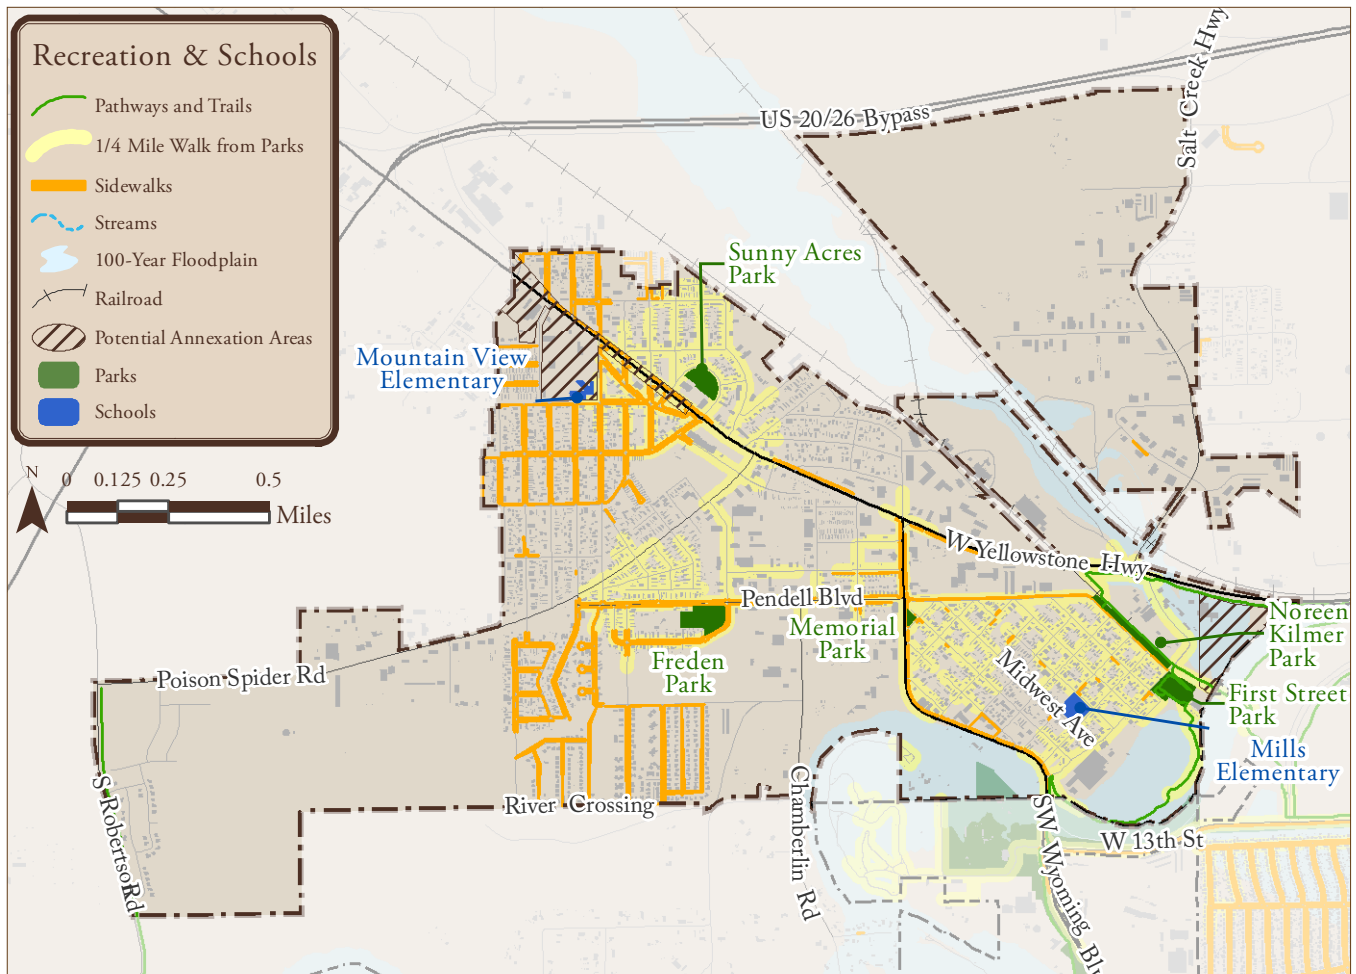 Recreation & Schools
Pathways and Trails
1/4 Mile Walk from Parks
Sidewalks
Streams
100-Year Floodplain
Railroad
Potential Annexation Areas
Parks
Schools
N
0 0.125 0.25 0.5
Miles
US 20/26 Bypass
Salt Creek Hwy
Sunny Acres
Park
Mountain View
Elementary
W Yellowstone Hwy
Pendell Blvd
Memorial
Park
Noreen
Kilmer
Park
Freden
Park
Midwest Ave
First Street
Park
Mills
Elementary
Poison Spider Rd
S Robertson Rd
River Crossing
Chamberlin Rd
SW Wyoming Blv
W 13th St